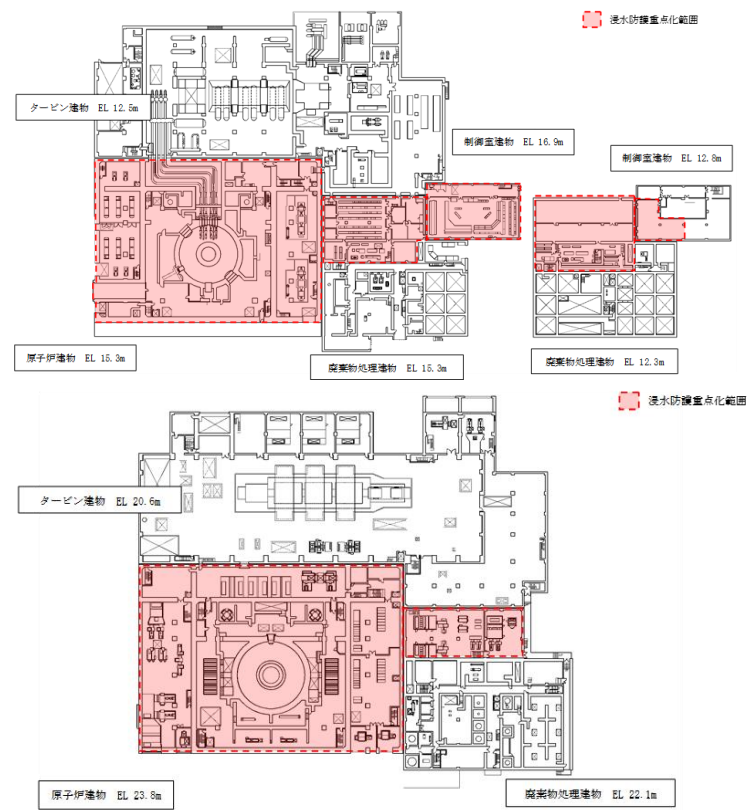 浸水防護重点化範囲
タービン建物 EL 12.5m
制御室建物 EL 16.9m
制御室建物 EL 12.8m
原子炉建物 EL 15.3m
廃棄物処理建物 EL 15.3m
廃棄物処理建物 EL 12.3m
浸水防護重点化範囲
タービン建物 EL 20.6m
原子炉建物 EL 23.8m
廃棄物処理建物 EL 22.1m